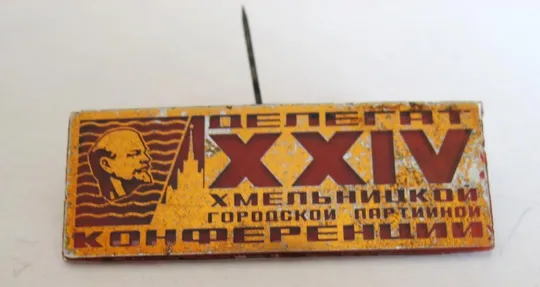 ДЕЛЕГАТ
XXIV
ХМЕЛЬНИЦКОЙ
ГОРОДСКОЙ ПАРТИЙНОЙ
КОНФЕРЕНЦИИ